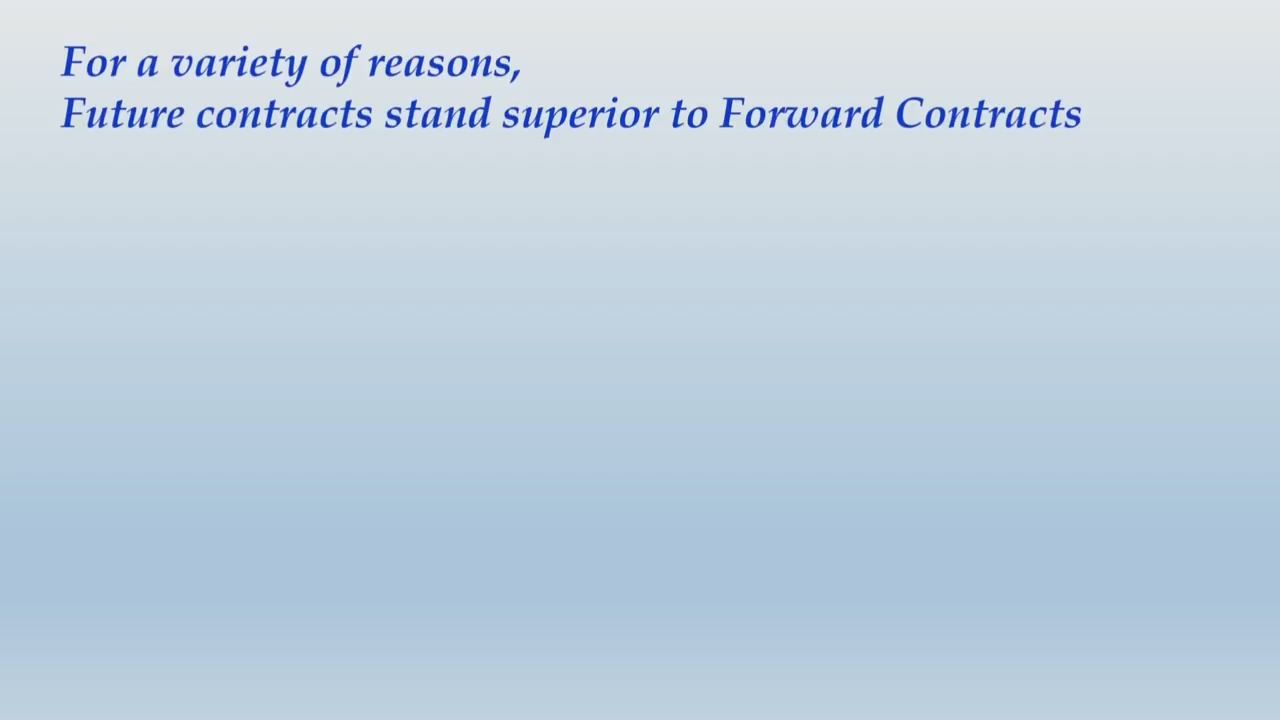 For a variety of reasons,
Future contracts stand superior to Forward Contracts